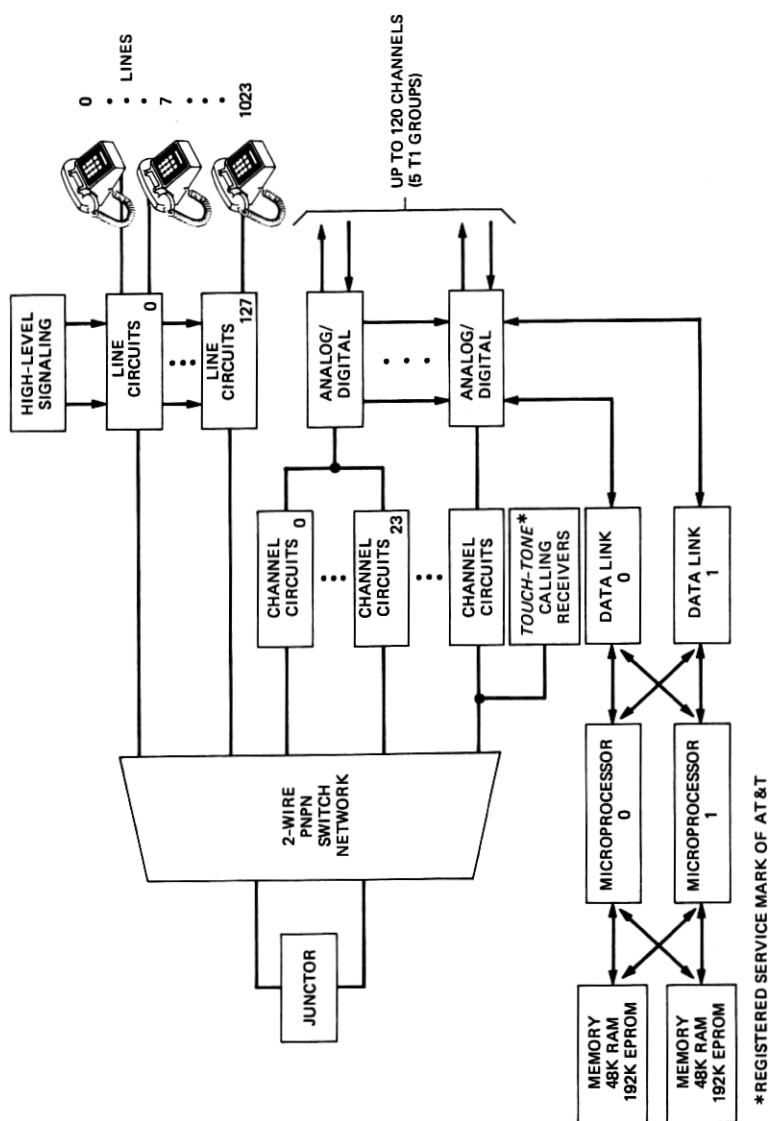 HIGH-LEVEL
SIGNALING
LINE
CIRCUITS
0
LINE
CIRCUITS
127
0
7
1023
LINES
JUNCTOR
2-WIRE
PNPN
SWITCH
NETWORK
CHANNEL
CIRCUITS
0
CHANNEL
CIRCUITS
23
CHANNEL
CIRCUITS
TOUCH-TONE*
CALLING
RECEIVERS
ANALOG/
DIGITAL
ANALOG/
DIGITAL
UP TO 120 CHANNELS
(5 T1 GROUPS)
MEMORY
48K RAM
192K EPROM
MICROPROCESSOR
0
DATA LINK
0
MEMORY
48K RAM
192K EPROM
MICROPROCESSOR
1
DATA LINK
1
*REGISTERED SERVICE MARK OF AT&T